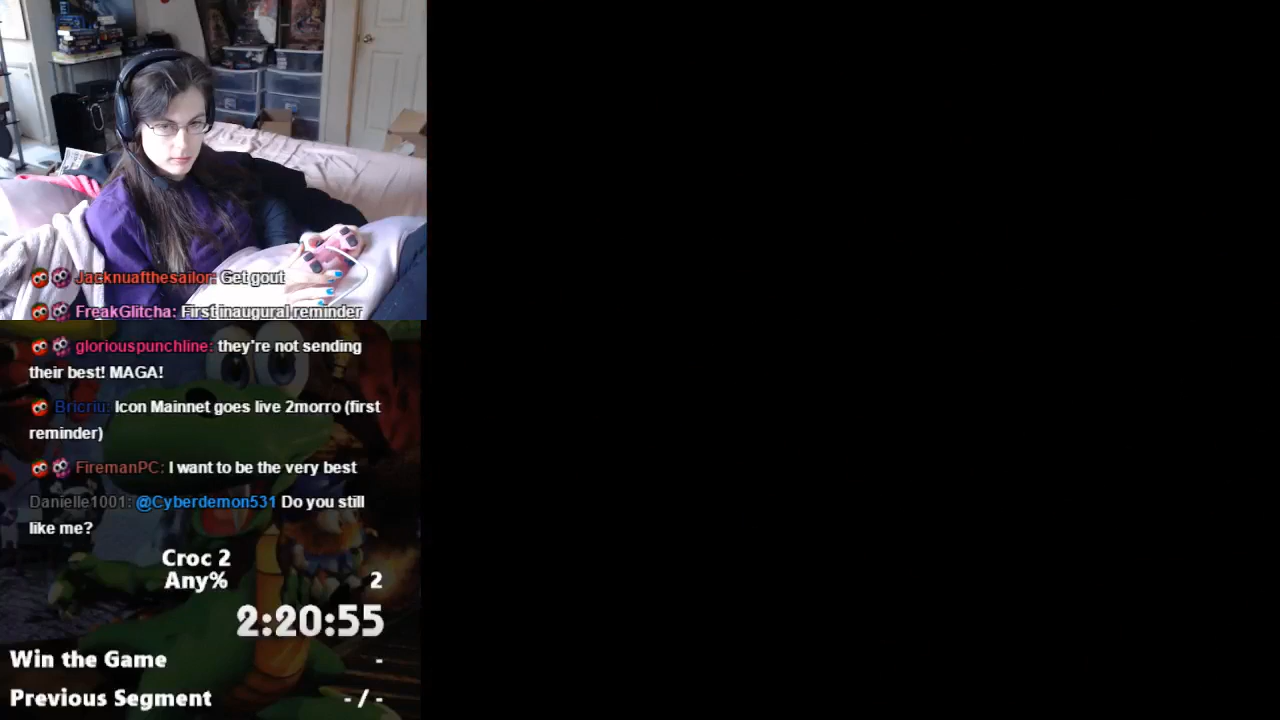 Jacknuafthesailor: Get gout
FreakGlitcha: First inaugural reminder
gloriouspunchline: they're not sending
their best! MAGA!
Bricriu: Icon Mainnet goes live 2morro (first
reminder)
FiremanPC: I want to be the very best
Danielle1001: @Cyberdemon531 Do you still
like me?
Croc 2
Any% 2
2:20:55
Win the Game -
Previous Segment - / -